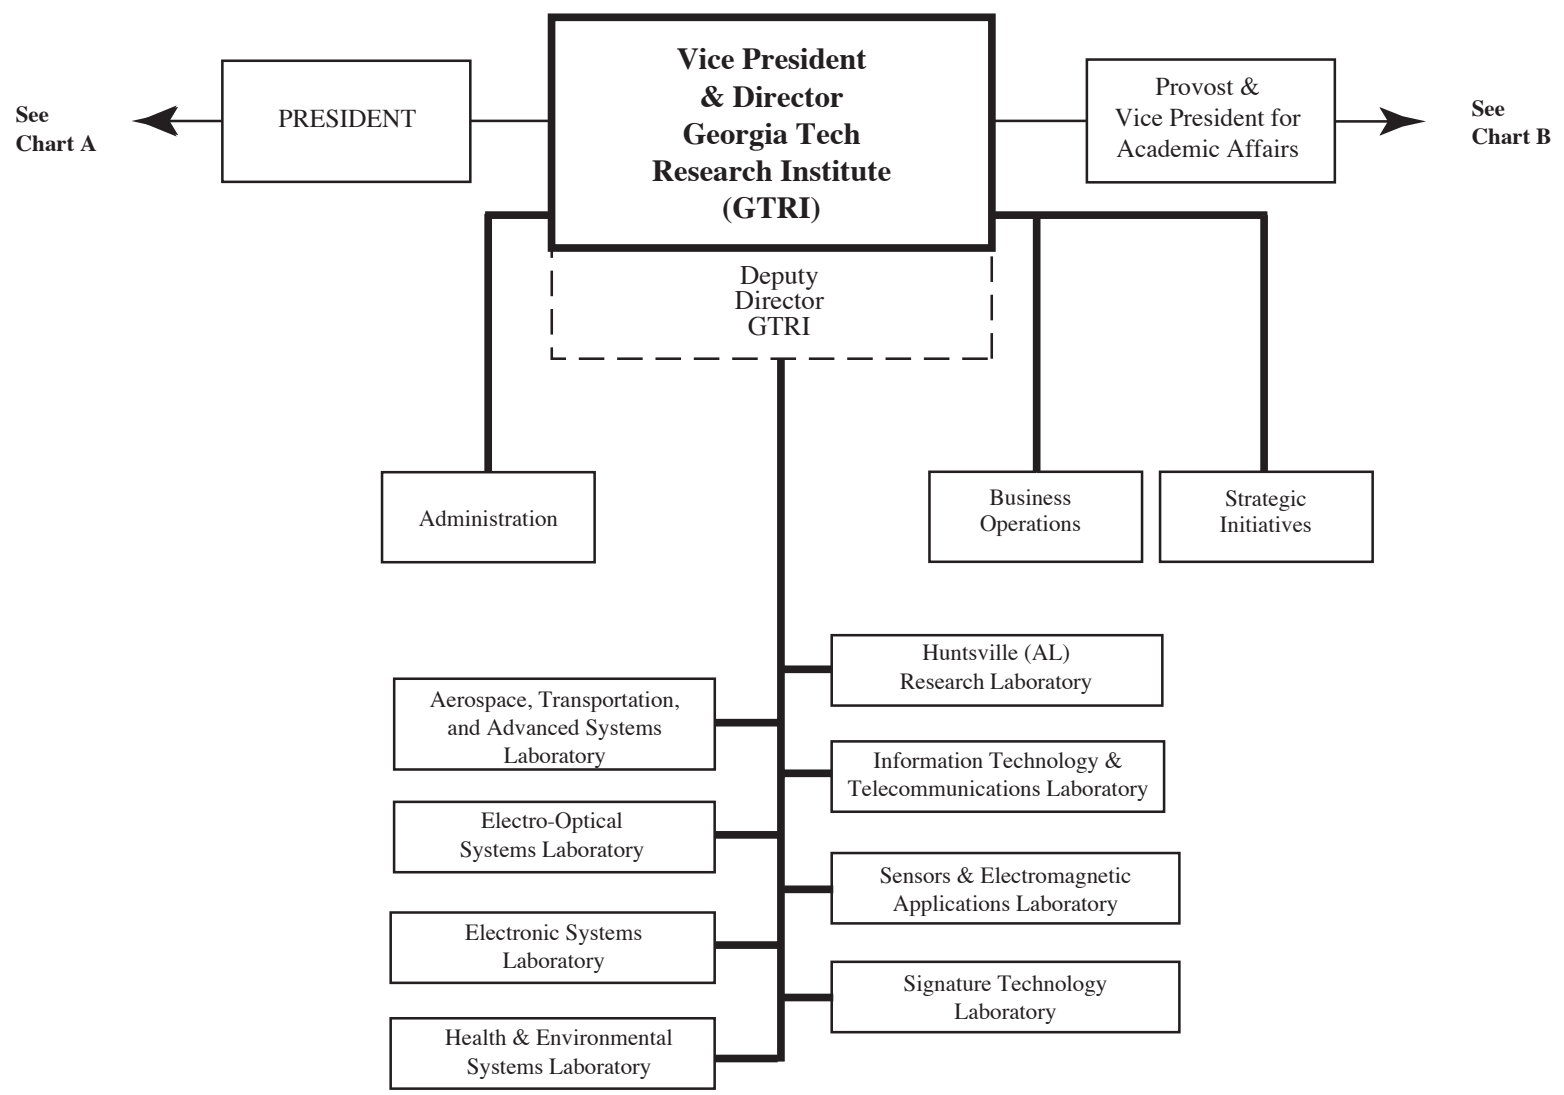 See
Chart A
PRESIDENT
Vice President
& Director
Georgia Tech
Research Institute
(GTRI)
Provost &
Vice President for
Academic Affairs
See
Chart B
Deputy
Director
GTRI
Administration
Business
Operations
Strategic
Initiatives
Huntsville (AL)
Research Laboratory
Aerospace, Transportation,
and Advanced Systems
Laboratory
Information Technology &
Telecommunications Laboratory
Electro-Optical
Systems Laboratory
Sensors & Electromagnetic
Applications Laboratory
Electronic Systems
Laboratory
Signature Technology
Laboratory
Health & Environmental
Systems Laboratory